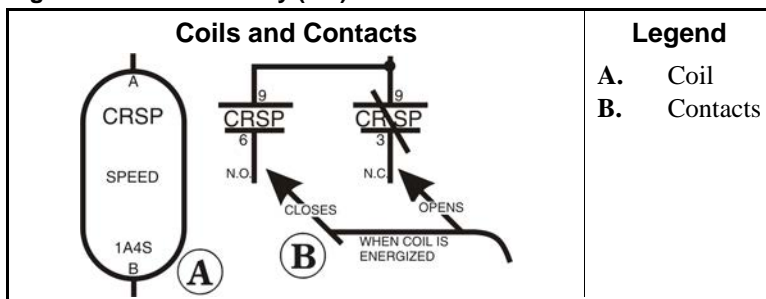 Coils and Contacts
Legend
A. Coil
B. Contacts
A
CRSP
SPEED
1A4S
B
A
9
CRSP
6
N.O.
9
CRSP
3
N.C.
CLOSES
OPENS
B
WHEN COIL IS
ENERGIZED